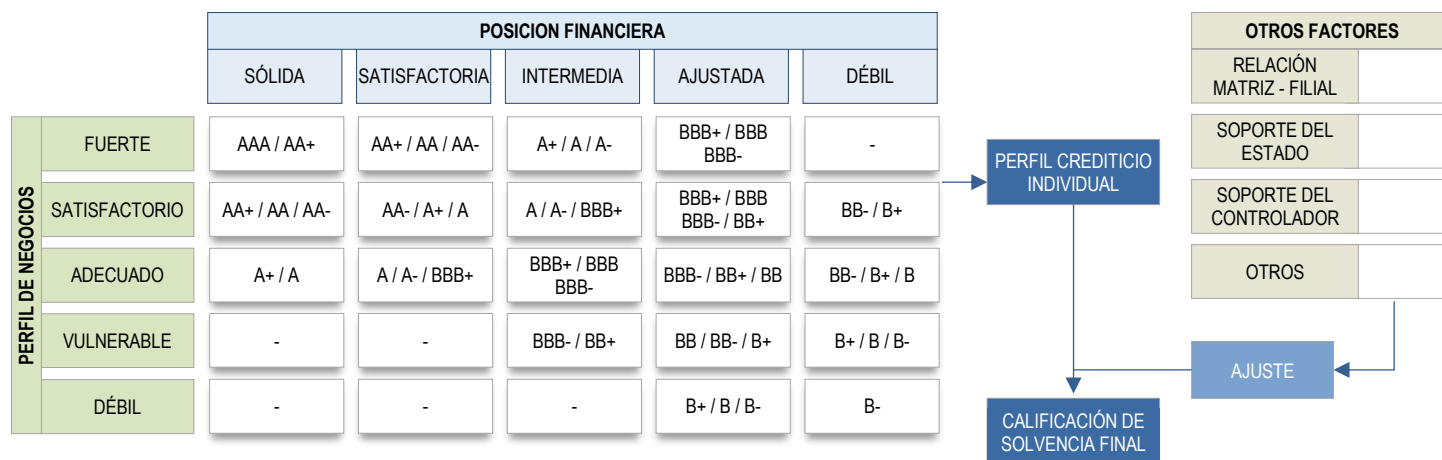 POSICION FINANCIERA
SÓLIDA
SATISFACTORIA
INTERMEDIA
AJUSTADA
DÉBIL
PERFIL DE NEGOCIOS
FUERTE
AAA / AA+
AA+ / AA / AA-
A+ / A / A-
BBB+ / BBB
BBB-
-
SATISFACTORIO
AA+ / AA / AA-
AA- / A+ / A
A / A- / BBB+
BBB+ / BBB
BBB- / BB+
BB- / B+
ADECUADO
A+ / A
A / A- / BBB+
BBB+ / BBB
BBB-
BBB- / BB+ / BB
BB- / B+ / B
VULNERABLE
-
-
BBB- / BB+
BB / BB- / B+
B+ / B / B-
DÉBIL
-
-
-
B+ / B / B-
B-
PERFIL CREDITICIO
INDIVIDUAL
CALIFICACIÓN DE
SOLVENCIA FINAL
OTROS FACTORES
RELACIÓN
MATRIZ - FILIAL
SOPORTE DEL
ESTADO
SOPORTE DEL
CONTROLADOR
OTROS
AJUSTE